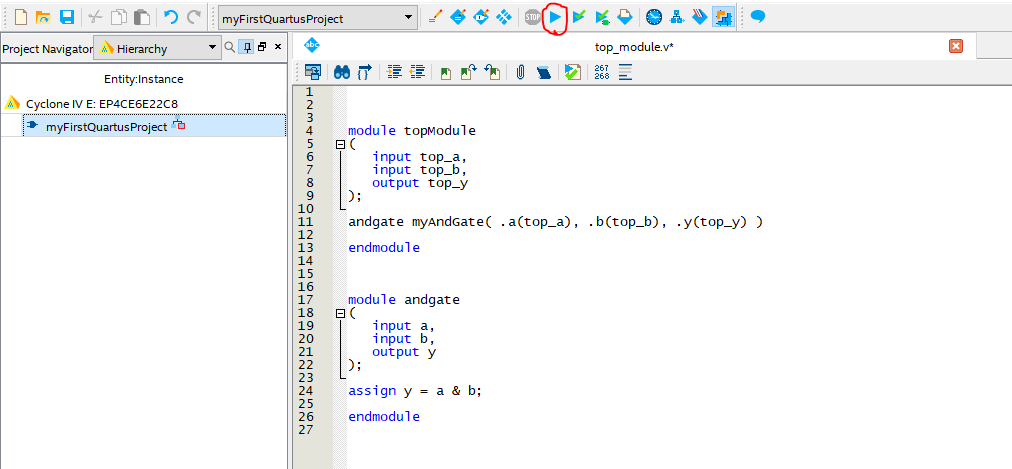 myFirstQuartusProject
STOP
Project Navigator
Hierarchy
Entity:Instance
Cyclone IV E: EP4CE6E22C8
myFirstQuartusProject
abc
top_module.v*
267
268
1
2
3
4 module topModule
5 (
6 input top_a,
7 input top_b,
8 output top_y
9 );
10
11 andgate myAndGate( .a(top_a), .b(top_b), .y(top_y) )
12
13 endmodule
14
15
16
17 module andgate
18 (
19 input a,
20 input b,
21 output y
22 );
23
24 assign y = a & b;
25
26 endmodule
27